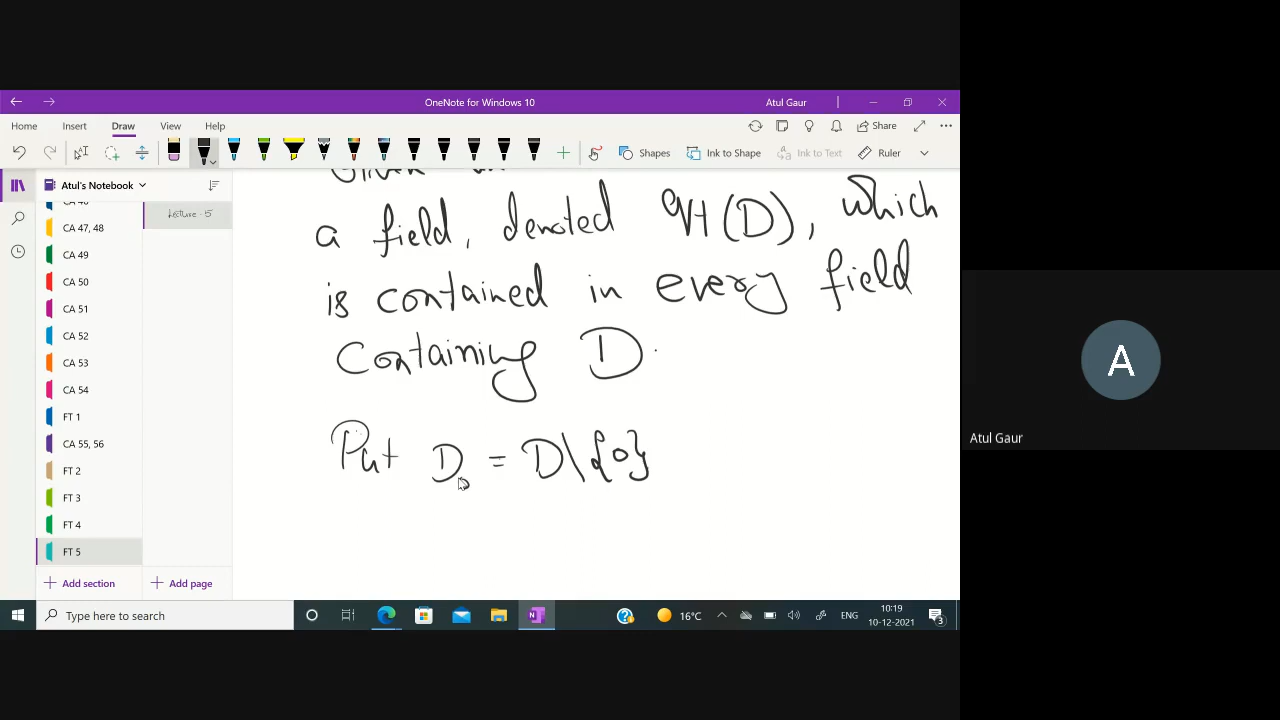 OneNote for Windows 10
Atul Gaur
Home Insert Draw View Help
Share
Shapes Ink to Shape Ink to Text Ruler
Atul's Notebook
CA 47, 48
CA 49
CA 50
CA 51
CA 52
CA 53
CA 54
FT 1
CA 55, 56
FT 2
FT 3
FT 4
FT 5
Add section
Lecture - 5
Add page
Given
a field, denoted qt(D), which
is contained in every field
containing D.
Put D₀ = D\{0}
A
Atul Gaur
Type here to search
16°C
ENG
10:19
10-12-2021
3